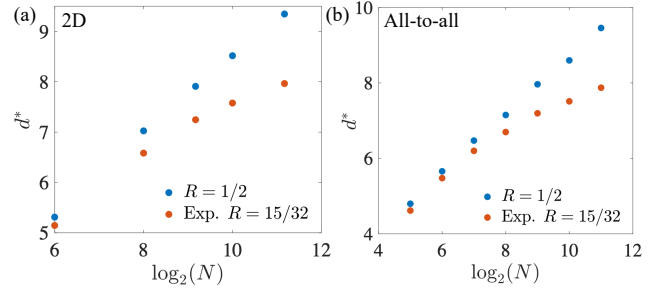 (a) 2D
9
8
7
6
5
d*
R = 1/2
Exp. R = 15/32
6 8 10 12
log₂(N)
(b) All-to-all
10
8
6
4
d*
R = 1/2
Exp. R = 15/32
4 6 8 10 12
log₂(N)